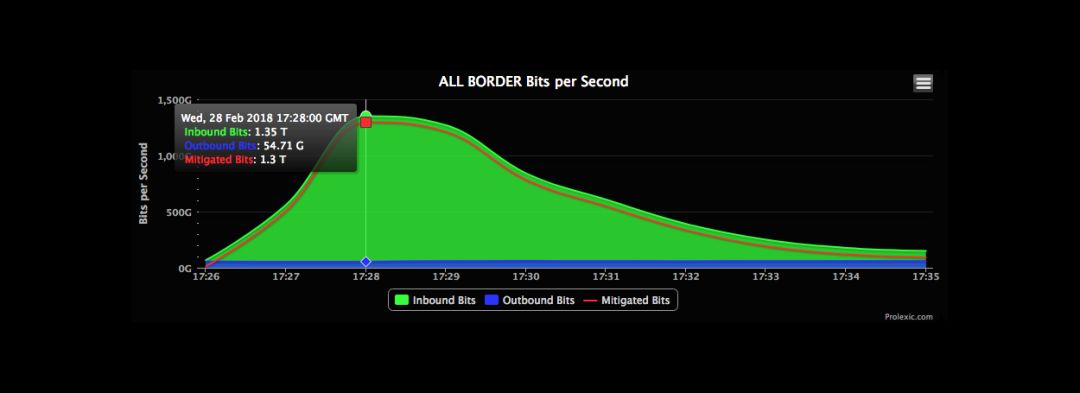 ALL BORDER Bits per Second
1,500G
Wed, 28 Feb 2018 17:28:00 GMT
Inbound Bits: 1.35 T
Outbound Bits: 54.71 G
Mitigated Bits: 1.3 T
1,000G
500G
0G
Bits per Second
17:26 17:27 17:28 17:29 17:30 17:31 17:32 17:33 17:34 17:35
Inbound Bits Outbound Bits Mitigated Bits
Prolexic.com